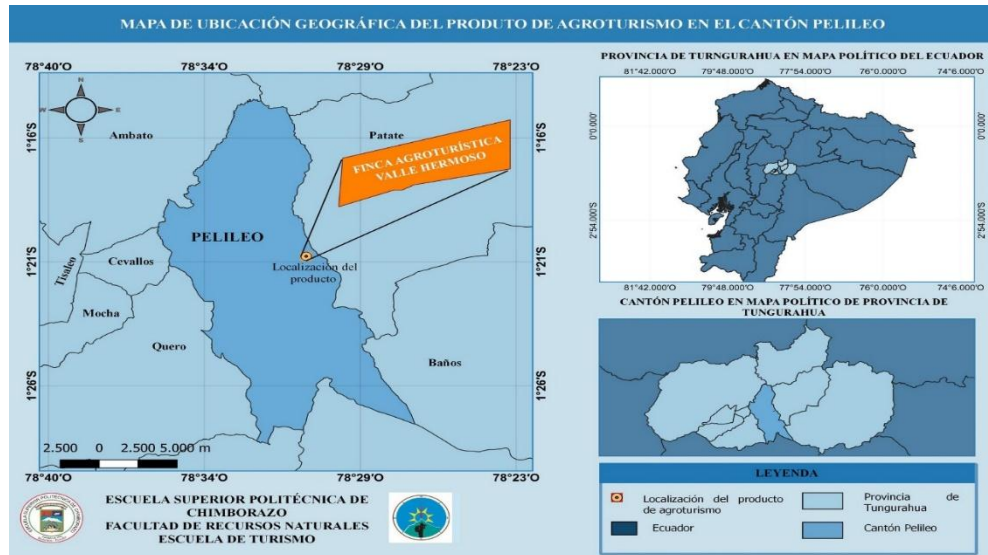 MAPA DE UBICACIÓN GEOGRÁFICA DEL PRODUTO DE AGROTURISMO EN EL CANTÓN PELILEO
78°40'O 78°34'O 78°29'O 78°23'O
N
O E
S
1°16'S 1°16'S
1°21'S 1°21'S
1°26'S 1°26'S
Ambato
Patate
FINCA AGROTURÍSTICA
VALLE HERMOSO
PELILEO
Localización del
producto
Tisaleo
Cevallos
Mocha
Quero
Baños
2.500 0 2.500 5.000 m
78°40'O 78°34'O 78°29'O 78°23'O
PROVINCIA DE TURNGURAHUA EN MAPA POLÍTICO DEL ECUADOR
81°42.000'O 79°48.000'O 77°54.000'O 76°0.000'O 74°6.000'O
0°0.000' 0°0.000'
2°54.000'S 2°54.000'S
81°42.000'O 79°48.000'O 77°54.000'O 76°0.000'O 74°6.000'O
CANTÓN PELILEO EN MAPA POLÍTICO DE PROVINCIA DE
TUNGURAHUA
LEYENDA
Localización del producto
de agroturismo
Provincia de
Tungurahua
Ecuador
Cantón Pelileo
ESCUELA SUPERIOR POLITÉCNICA DE
CHIMBORAZO
FACULTAD DE RECURSOS NATURALES
ESCUELA DE TURISMO